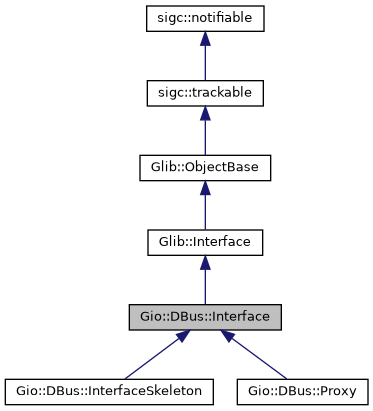 sigc::notifiable
sigc::trackable
Glib::ObjectBase
Glib::Interface
Gio::DBus::Interface
Gio::DBus::InterfaceSkeleton
Gio::DBus::Proxy